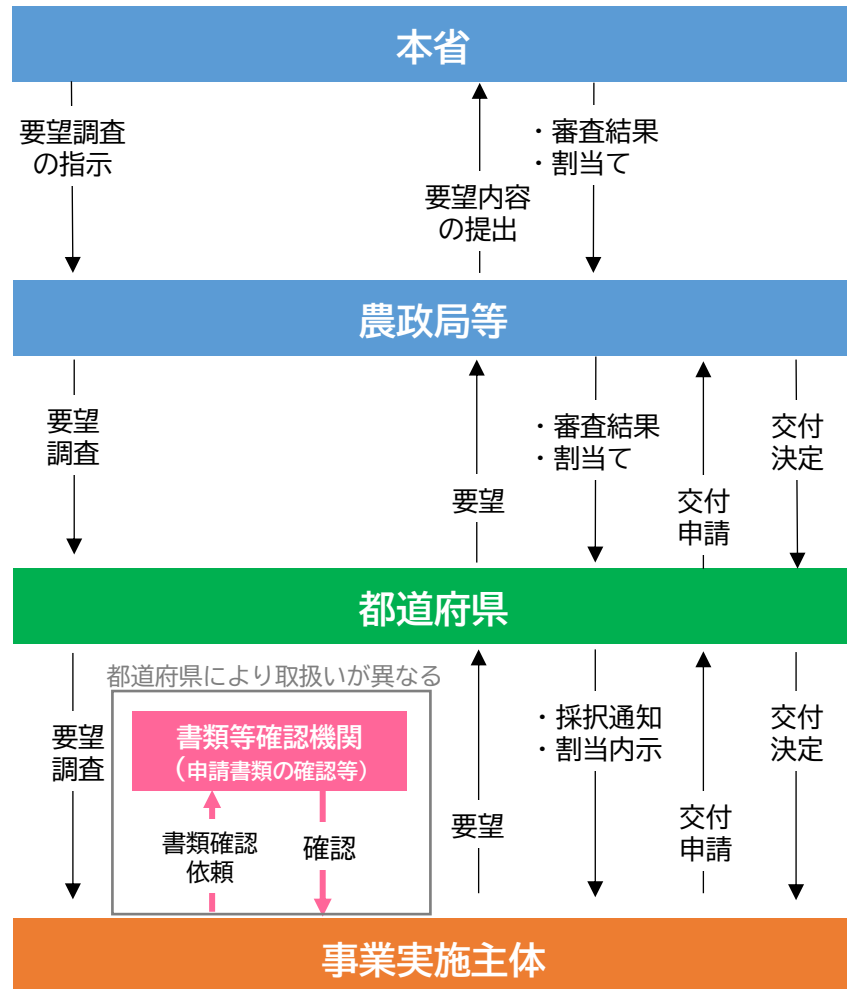 本省
要望調査
の指示
要望内容
の提出
・審査結果
・割当て
農政局等
要望
調査
要望
・審査結果
・割当て
交付
申請
交付
決定
都道府県
要望
調査
都道府県により取扱いが異なる
書類等確認機関
（申請書類の確認等）
書類確認
依頼
確認
要望
・採択通知
・割当内示
交付
申請
交付
決定
事業実施主体